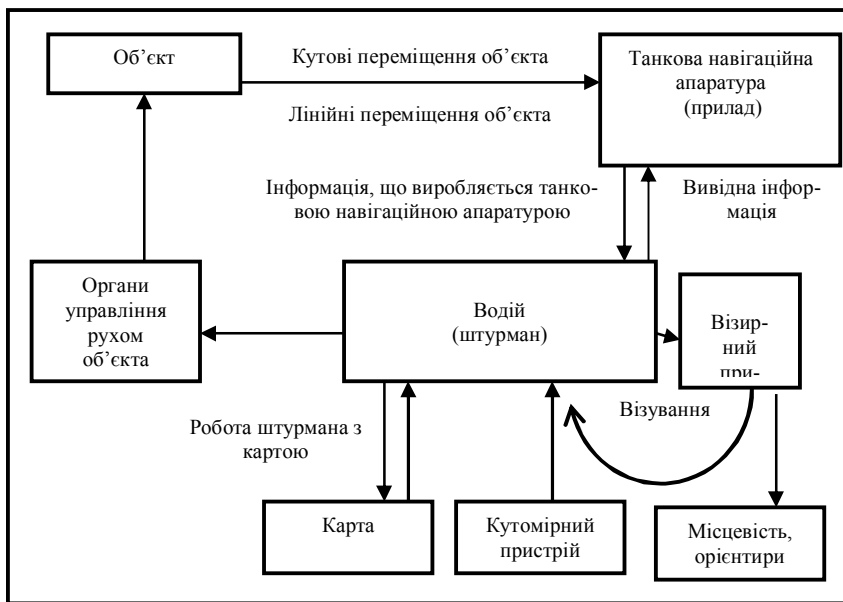 Об’єкт
Кутові переміщення об’єкта
Лінійні переміщення об’єкта
Танкова навігаційна
апаратура
(прилад)
Інформація, що виробляється танко-
вою навігаційною апаратурою
Вивідна інфор-
мація
Органи
управління
рухом
об’єкта
Водій
(штурман)
Візир-
ний
при-
Візування
Робота штурмана з
картою
Карта
Кутомірний
пристрій
Місцевість,
орієнтири